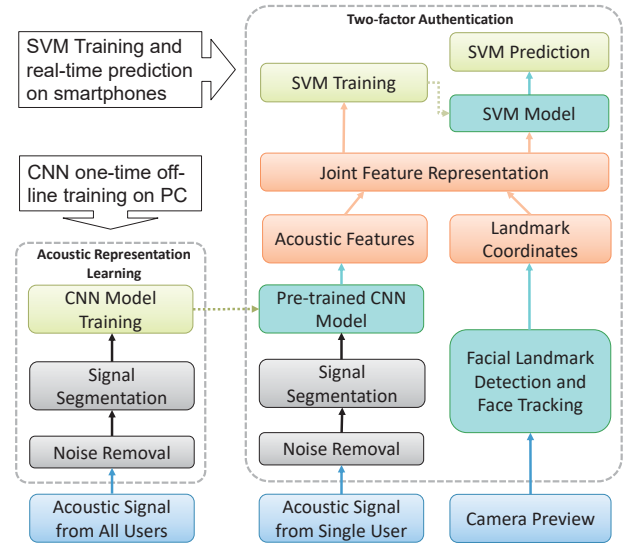 Two-factor Authentication
SVM Training and
real-time prediction
on smartphones
SVM Prediction
SVM Training
SVM Model
CNN one-time off-
line training on PC
Joint Feature Representation
Acoustic Features
Landmark
Coordinates
Acoustic Representation
Learning
CNN Model
Training
Pre-trained CNN
Model
Signal
Segmentation
Signal
Segmentation
Facial Landmark
Detection and
Face Tracking
Noise Removal
Noise Removal
Acoustic Signal
from All Users
Acoustic Signal
from Single User
Camera Preview